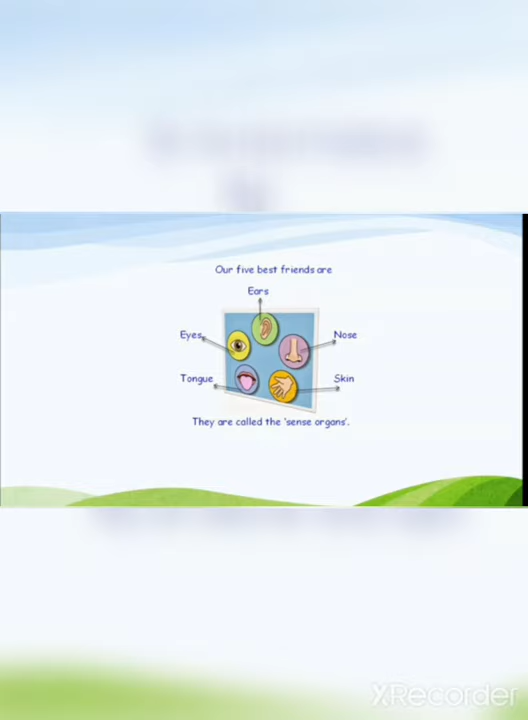 Our five best friends are
Ears
Eyes
Nose
Tongue
Skin
They are called the 'sense organs'.
XRecorder